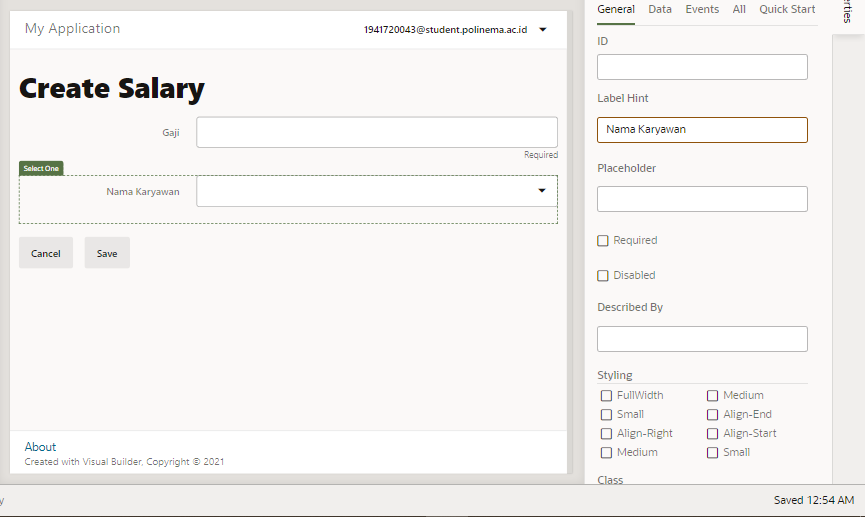 My Application
1941720043@student.polinema.ac.id
Create Salary
Gaji
Required
Select One
Nama Karyawan
Cancel Save
About
Created with Visual Builder, Copyright © 2021
General Data Events All Quick Start
ID
Label Hint
Nama Karyawan
Placeholder
Required
Disabled
Described By
Styling
FullWidth Medium
Small Align-End
Align-Right Align-Start
Medium Small
Class
Saved 12:54 AM